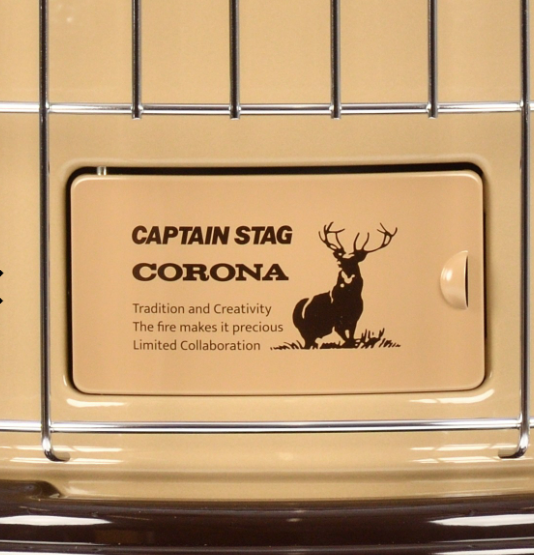 CAPTAIN STAG
CORONA
Tradition and Creativity
The fire makes it precious
Limited Collaboration